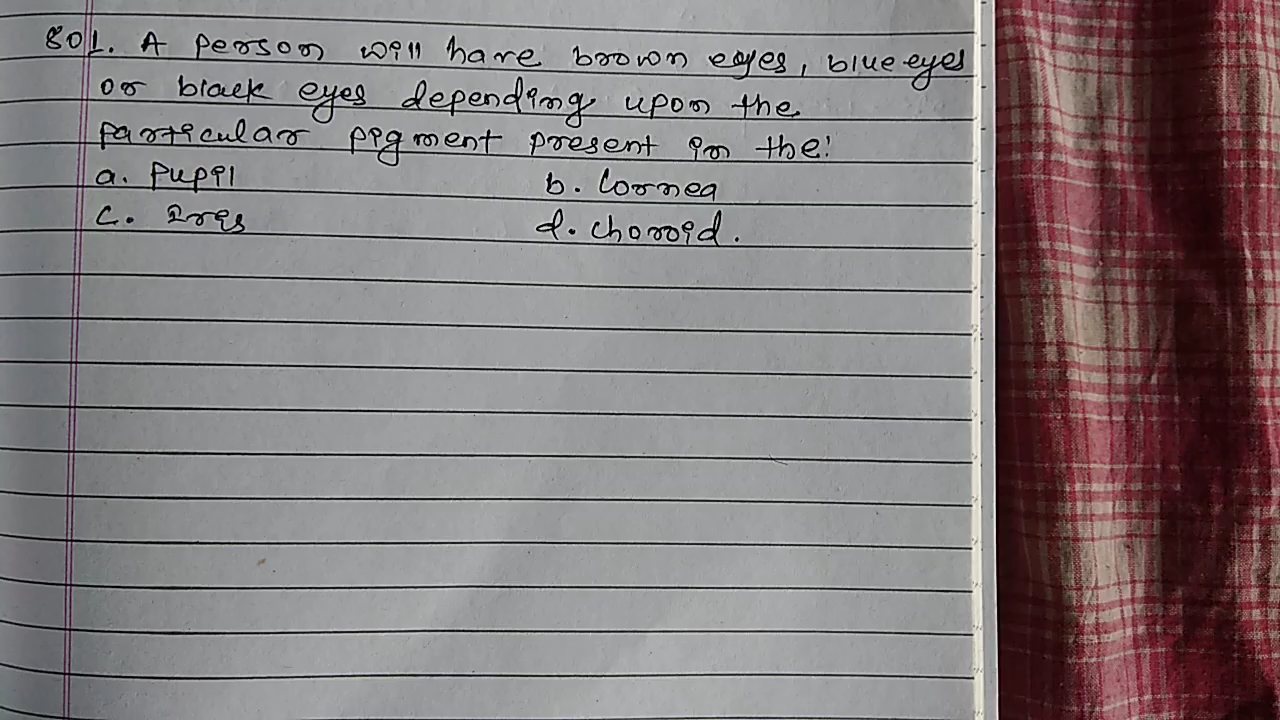 801. A person will have brown eyes, blue eyes
or black eyes depending upon the
particular pigment present in the:
a. Pupil b. Cornea
c. Iris d. Choroid.